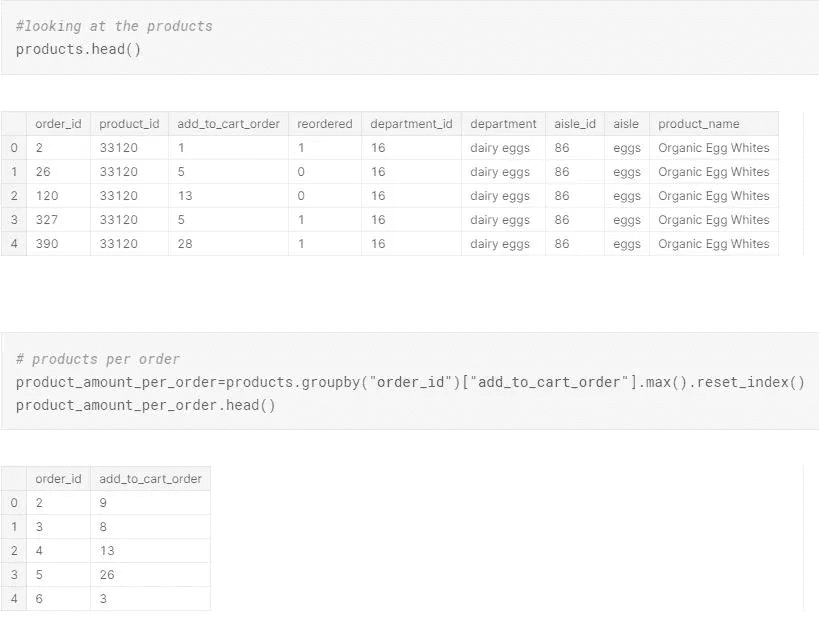 #looking at the products
products.head()
order_id product_id add_to_cart_order reordered department_id department aisle_id aisle product_name
0 2 33120 1 1 16 dairy eggs 86 eggs Organic Egg Whites
1 26 33120 5 0 16 dairy eggs 86 eggs Organic Egg Whites
2 120 33120 13 0 16 dairy eggs 86 eggs Organic Egg Whites
3 327 33120 5 1 16 dairy eggs 86 eggs Organic Egg Whites
4 390 33120 28 1 16 dairy eggs 86 eggs Organic Egg Whites
# products per order
product_amount_per_order=products.groupby("order_id")["add_to_cart_order"].max().reset_index()
product_amount_per_order.head()
order_id add_to_cart_order
0 2 9
1 3 8
2 4 13
3 5 26
4 6 3